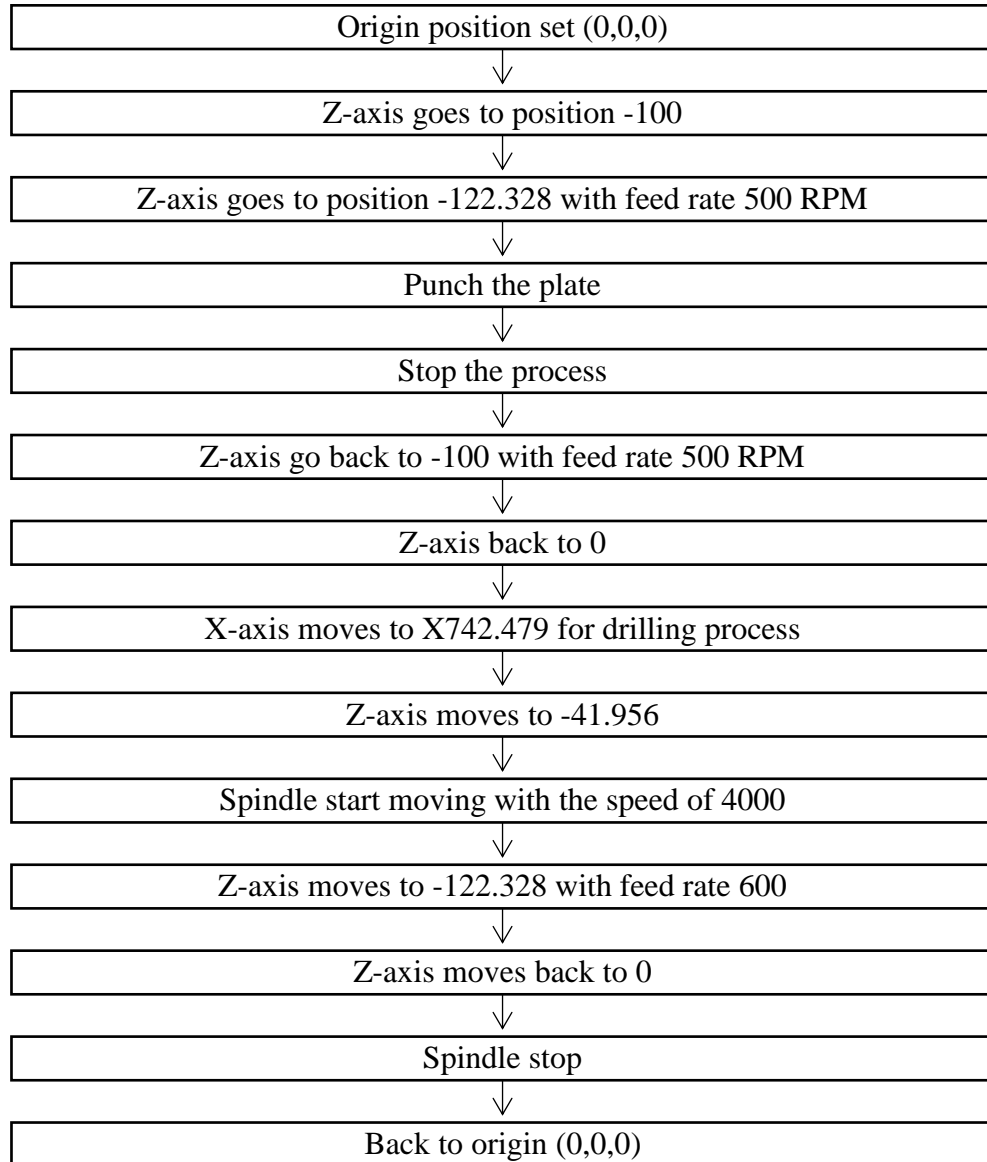 Origin position set (0,0,0)
Z-axis goes to position -100
Z-axis goes to position -122.328 with feed rate 500 RPM
Punch the plate
Stop the process
Z-axis go back to -100 with feed rate 500 RPM
Z-axis back to 0
X-axis moves to X742.479 for drilling process
Z-axis moves to -41.956
Spindle start moving with the speed of 4000
Z-axis moves to -122.328 with feed rate 600
Z-axis moves back to 0
Spindle stop
Back to origin (0,0,0)